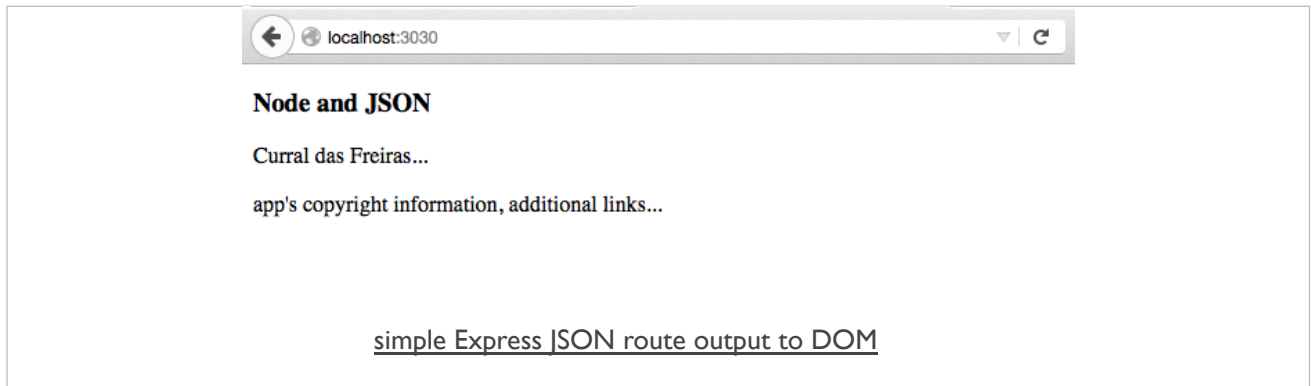 localhost:3030
Node and JSON
Curral das Freiras...
app's copyright information, additional links...
simple Express JSON route output to DOM